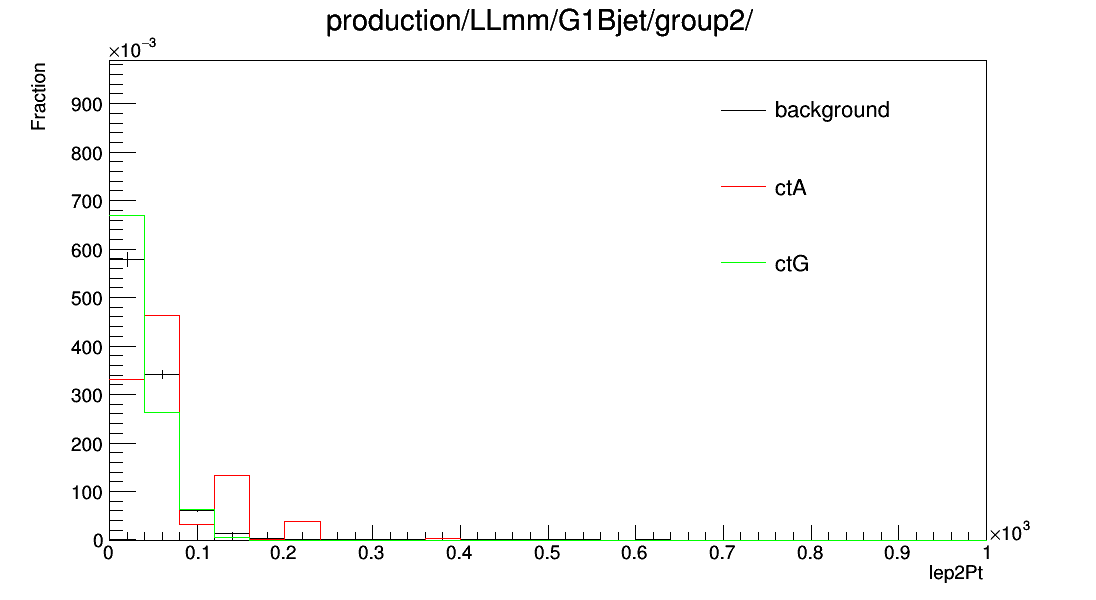 production/LLmm/G1Bjet/group2/
×10⁻³
Fraction
900
800
700
600
500
400
300
200
100
0
background
ctA
ctG
0 0.1 0.2 0.3 0.4 0.5 0.6 0.7 0.8 0.9 1
×10³
lep2Pt